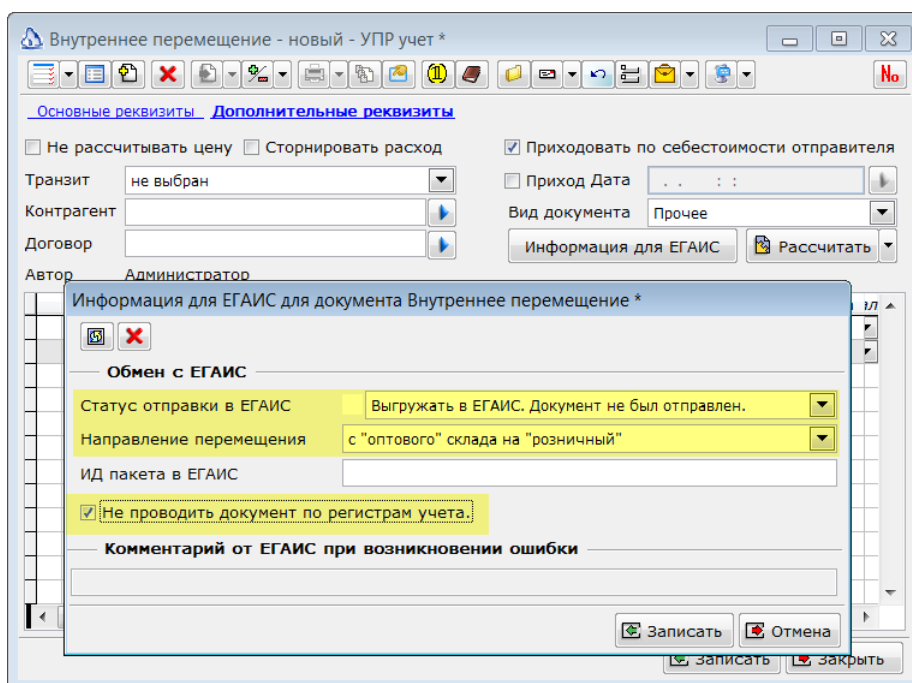 Внутреннее перемещение - новый - УПР учет *
No
Основные реквизиты Дополнительные реквизиты
Не рассчитывать цену Сторнировать расход Приходовать по себестоимости отправителя
Транзит не выбран Приход Дата . . : :
Контрагент Вид документа Прочее
Договор Информация для ЕГАИС Рассчитать
Автор Администратор
Информация для ЕГАИС для документа Внутреннее перемещение *
Обмен с ЕГАИС
Статус отправки в ЕГАИС Выгружать в ЕГАИС. Документ не был отправлен.
Направление перемещения с "оптового" склада на "розничный"
ИД пакета в ЕГАИС
Не проводить документ по регистрам учета.
Комментарий от ЕГАИС при возникновении ошибки
Записать Отмена
Записать Закрыть